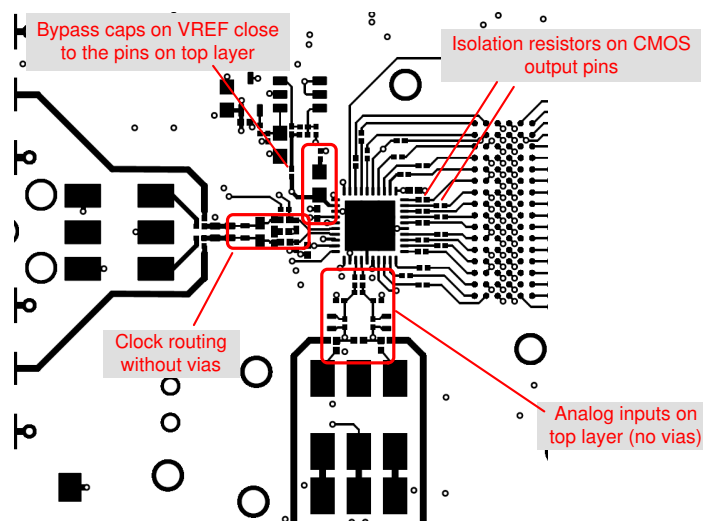 Bypass caps on VREF close
to the pins on top layer
Isolation resistors on CMOS
output pins
Clock routing
without vias
Analog inputs on
top layer (no vias)